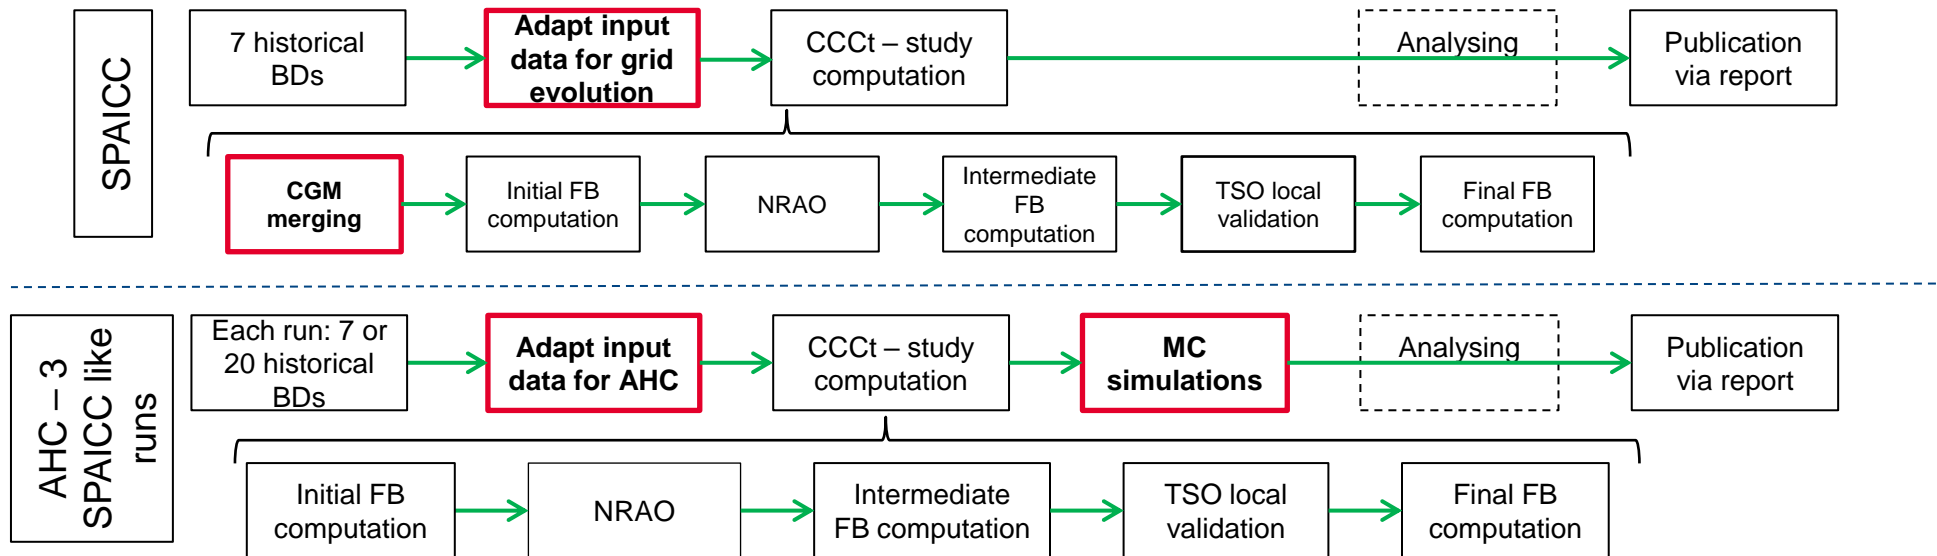 SPAICC
7 historical
BDs
Adapt input
data for grid
evolution
CCCt – study
computation
Analysing
Publication
via report
CGM
merging
Initial FB
computation
NRAO
Intermediate
FB
computation
TSO local
validation
Final FB
computation
AHC – 3
SPAICC like
runs
Each run: 7 or
20 historical
BDs
Adapt input
data for AHC
CCCt – study
computation
MC
simulations
Analysing
Publication
via report
Initial FB
computation
NRAO
Intermediate
FB computation
TSO local
validation
Final FB
computation